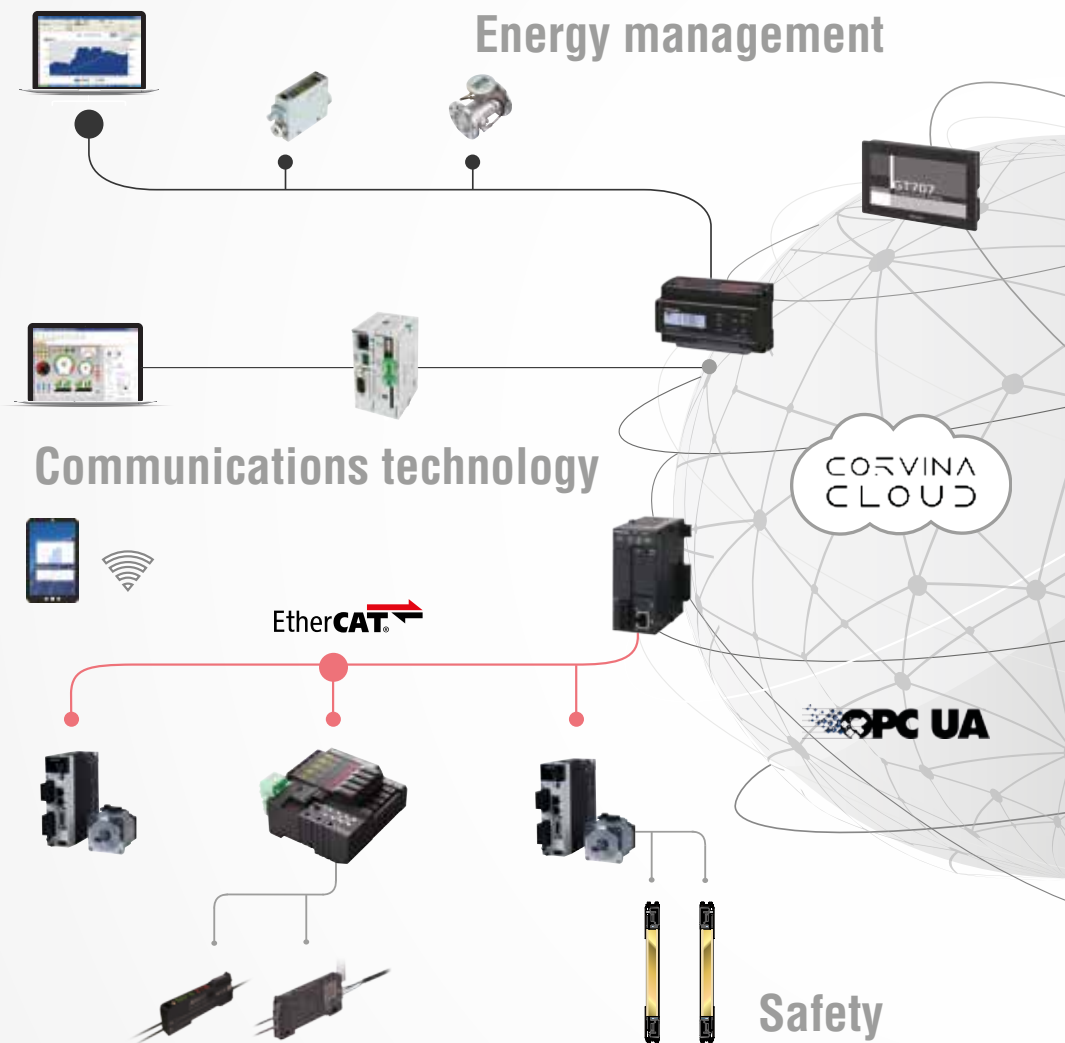 Energy management
GT707
CORVINA
CLOUD
Communications technology
EtherCAT®
OPC UA
Safety